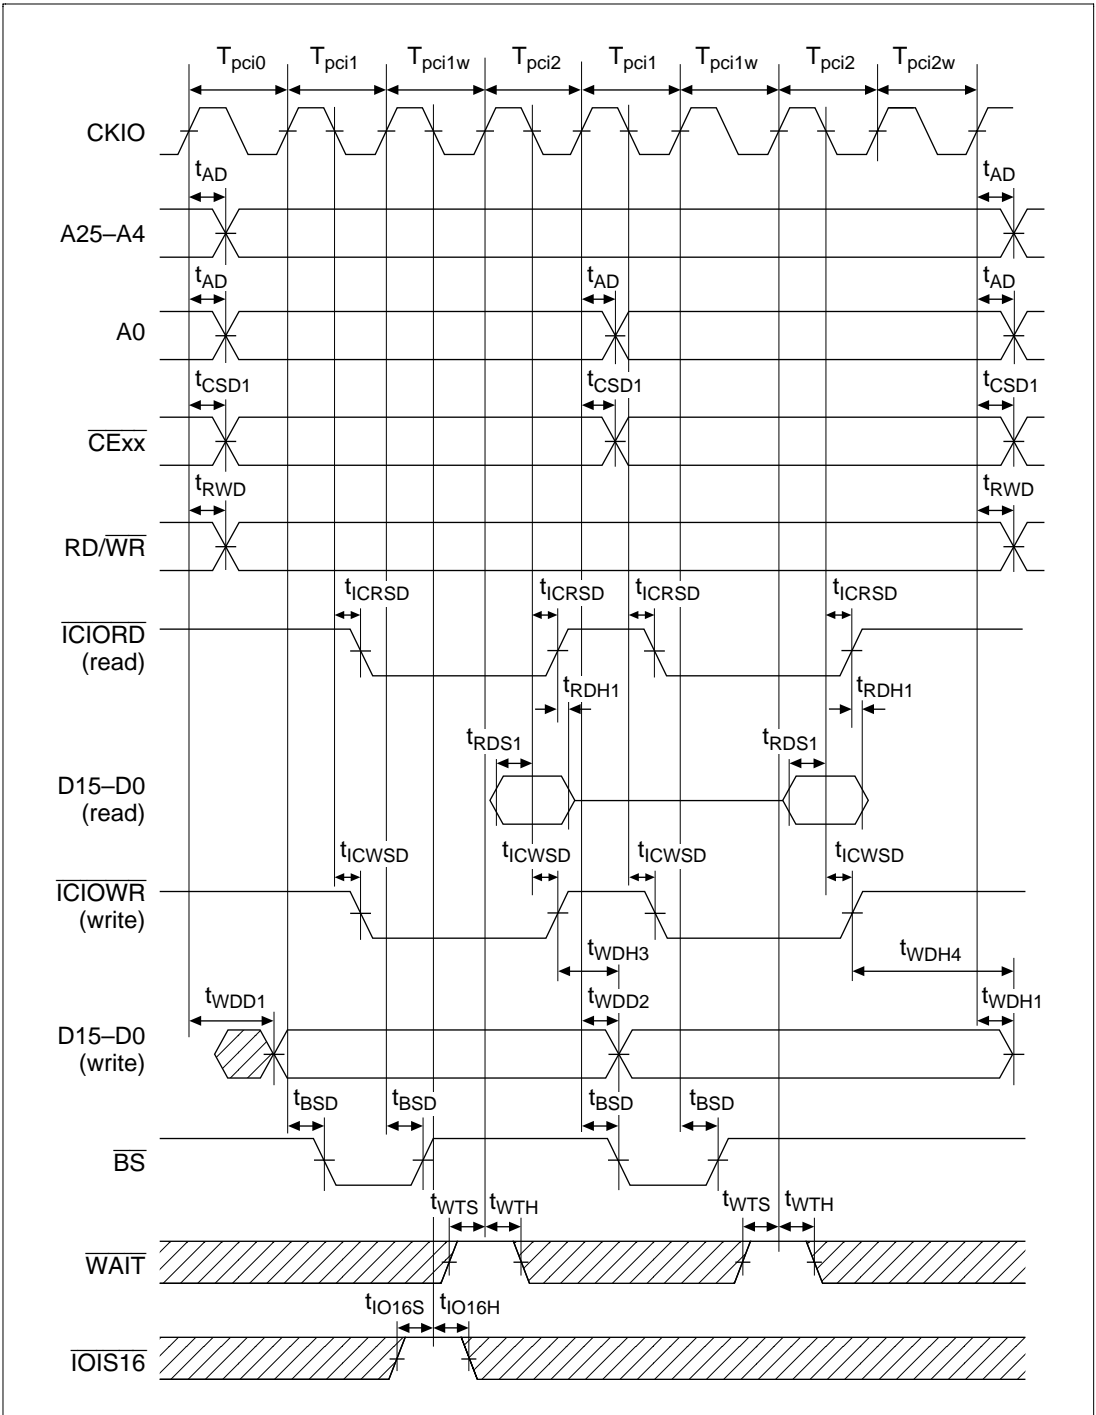 Tpci0 Tpci1 Tpci1w Tpci2 Tpci1 Tpci1w Tpci2 Tpci2w
CKIO
tAD tAD
A25–A4
tAD tAD tAD
A0
tCSD1 tCSD1 tCSD1
CExx
tRWD tRWD
RD/WR
tICRSD tICRSD tICRSD tICRSD
ICIORD
(read)
tRDH1 tRDH1
tRDS1 tRDS1
D15–D0
(read)
tICWSD tICWSD tICWSD tICWSD
ICIOWR
(write)
tWDH3 tWDH4
tWDD1 tWDD2 tWDH1
D15–D0
(write)
tBSD tBSD tBSD tBSD
BS
tWTS tWTH tWTS tWTH
WAIT
tIO16S tIO16H
IOIS16